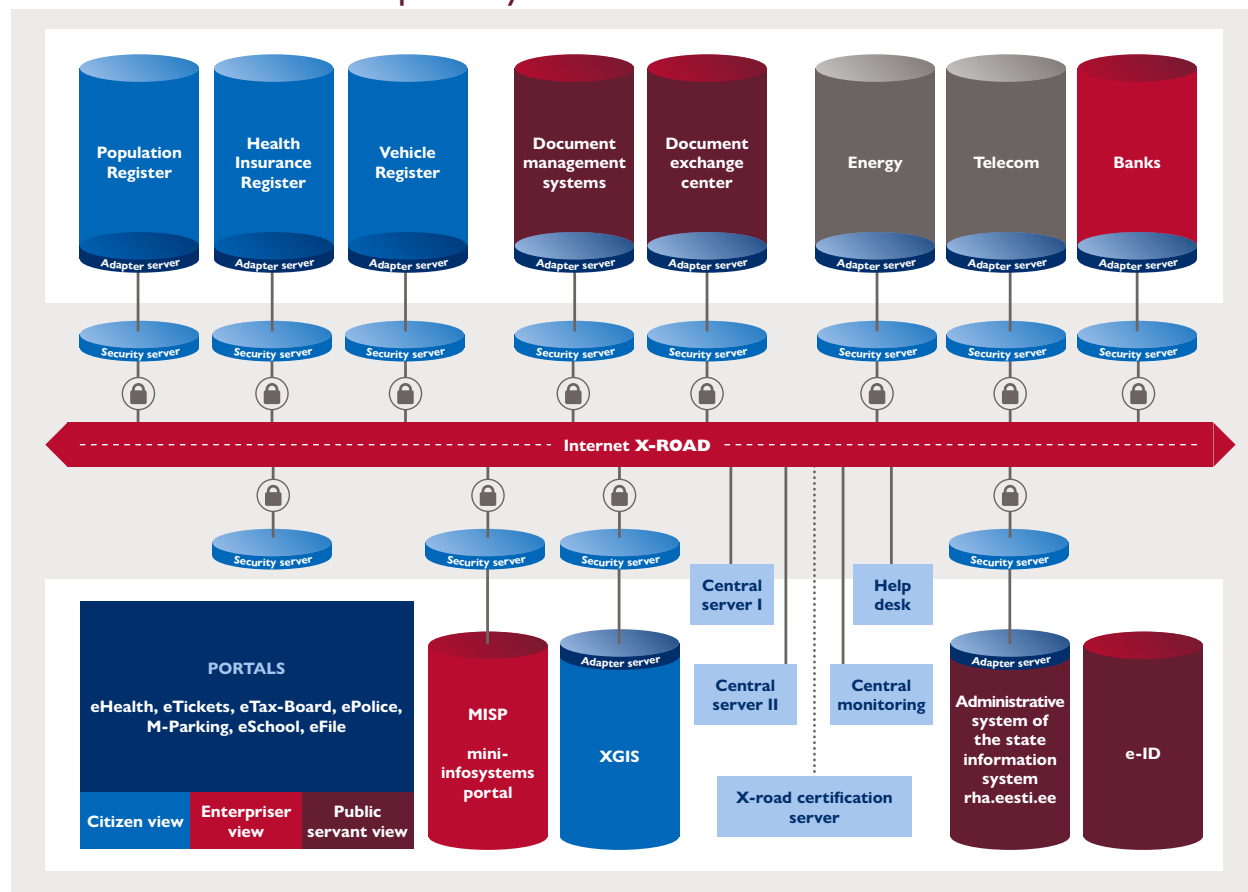 Population
Register
Health
Insurance
Register
Vehicle
Register
Document
management
systems
Document
exchange
center
Energy
Telecom
Banks
Adapter server
Adapter server
Adapter server
Adapter server
Adapter server
Adapter server
Adapter server
Adapter server
Security server
Security server
Security server
Security server
Security server
Security server
Security server
Security server
Internet X-ROAD
Security server
Security server
Security server
Security server
Central
server I
Help
desk
PORTALS
eHealth, eTickets, eTax-Board, ePolice,
M-Parking, eSchool, eFile
Citizen view
Enterpriser
view
Public
servant view
MISP
mini-
infosystems
portal
Adapter server
XGIS
Central
server II
Central
monitoring
X-road certification
server
Adapter server
Administrative
system of
the state
information
system
rha.eesti.ee
e-ID